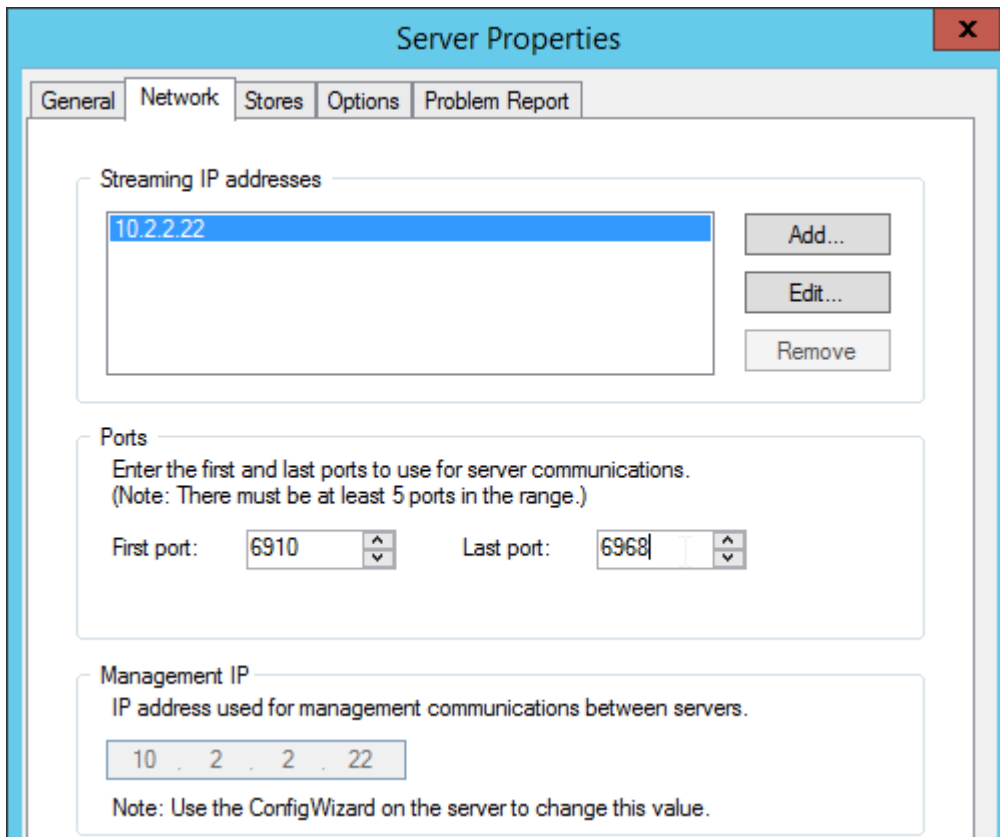 Server Properties
x
General Network Stores Options Problem Report
Streaming IP addresses
10.2.2.22
Add...
Edit...
Remove
Ports
Enter the first and last ports to use for server communications.
(Note: There must be at least 5 ports in the range.)
First port: 6910 Last port: 6968
Management IP
IP address used for management communications between servers.
10 . 2 . 2 . 22
Note: Use the ConfigWizard on the server to change this value.